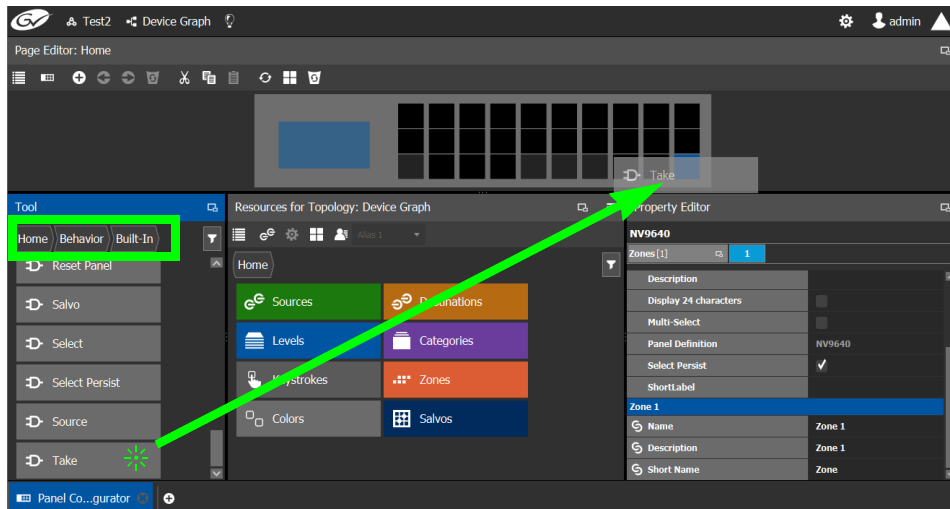 GV Test2 Device Graph admin
Page Editor: Home
Take
Tool
Home Behavior Built-In
Reset Panel
Salvo
Select
Select Persist
Source
Take
Resources for Topology: Device Graph
Alias 1
Home
Sources
Levels
Categories
Keystrokes
Zones
Colors
Salvos
Property Editor
NV9640
Zones [1] 1
Description
Display 24 characters
Multi-Select
Panel Definition NV9640
Select Persist
ShortLabel
Zone 1
Name Zone 1
Description Zone 1
Short Name Zone
Panel Co...gurator